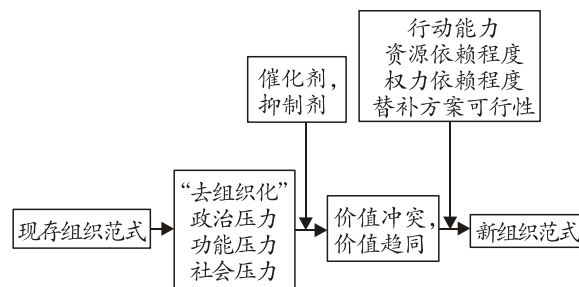 行动能力
资源依赖程度
权力依赖程度
替补方案可行性
催化剂，
抑制剂
现存组织范式
“去组织化”
政治压力
功能压力
社会压力
价值冲突，
价值趋同
新组织范式